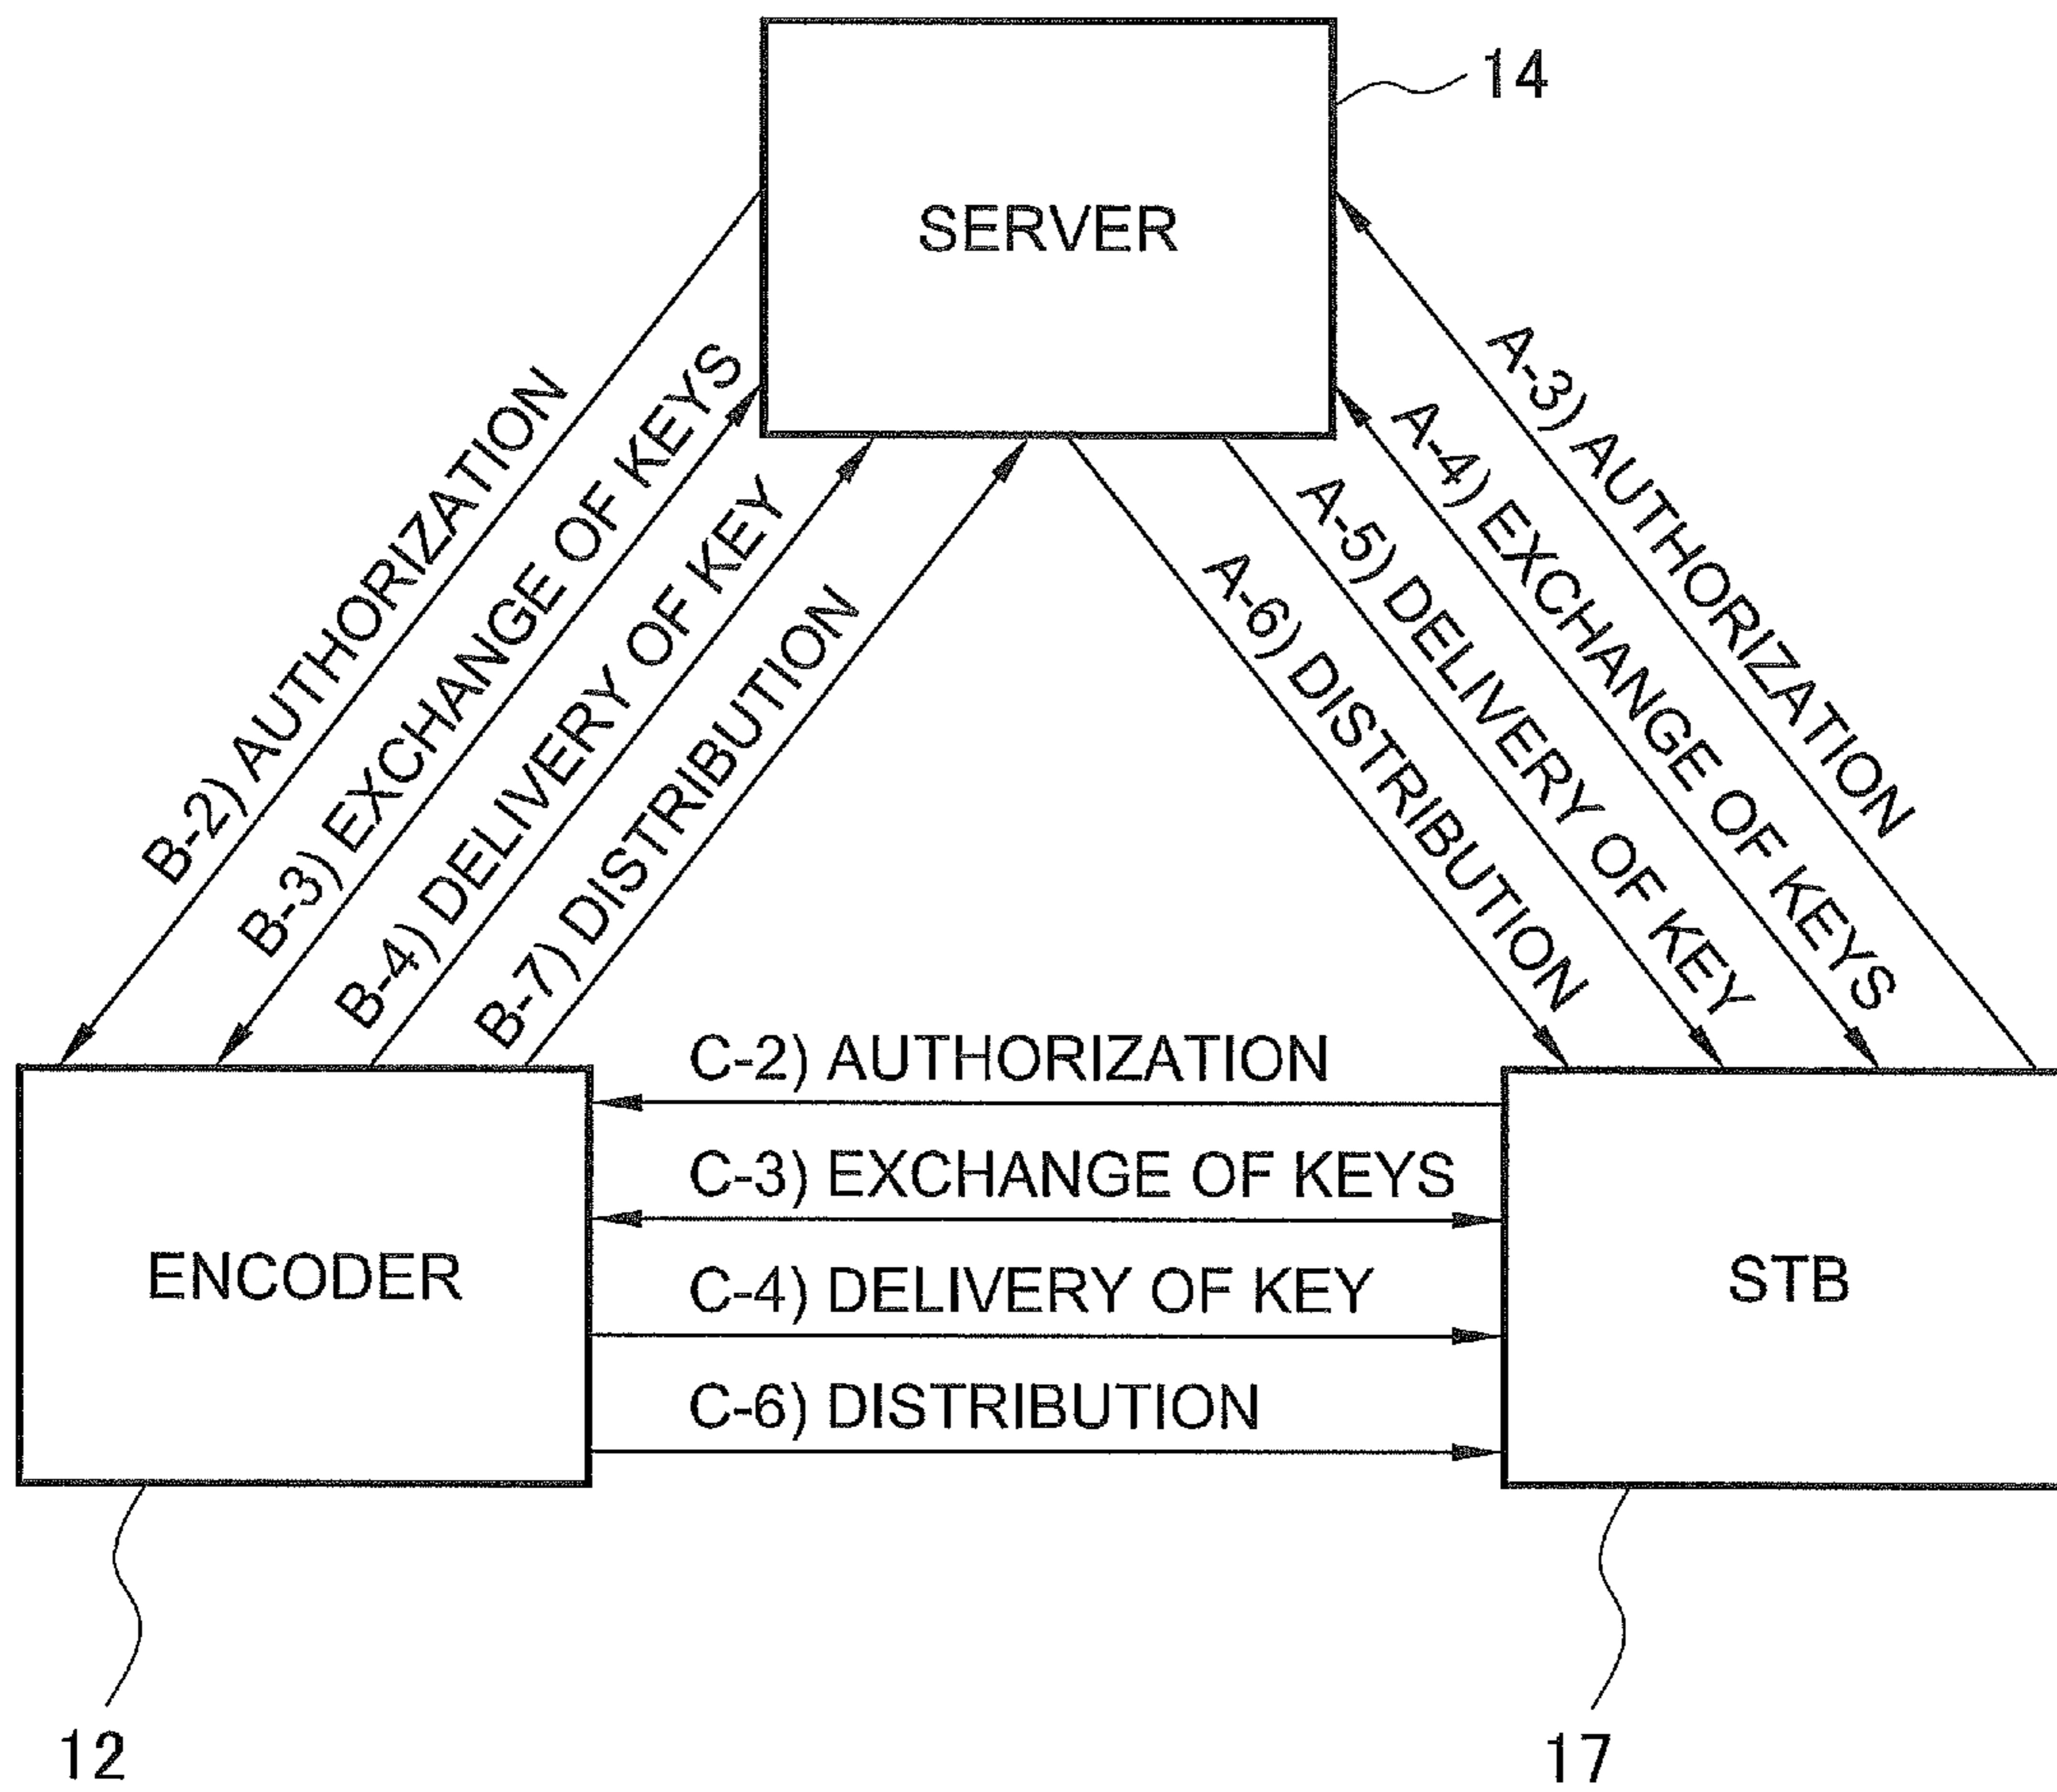 14
SERVER
B-2) AUTHORIZATION
B-3) EXCHANGE OF KEYS
B-4) DELIVERY OF KEY
B-7) DISTRIBUTION
A-6) DISTRIBUTION
A-5) DELIVERY OF KEY
A-4) EXCHANGE OF KEYS
A-3) AUTHORIZATION
C-2) AUTHORIZATION
C-3) EXCHANGE OF KEYS
C-4) DELIVERY OF KEY
C-6) DISTRIBUTION
ENCODER
STB
12
17